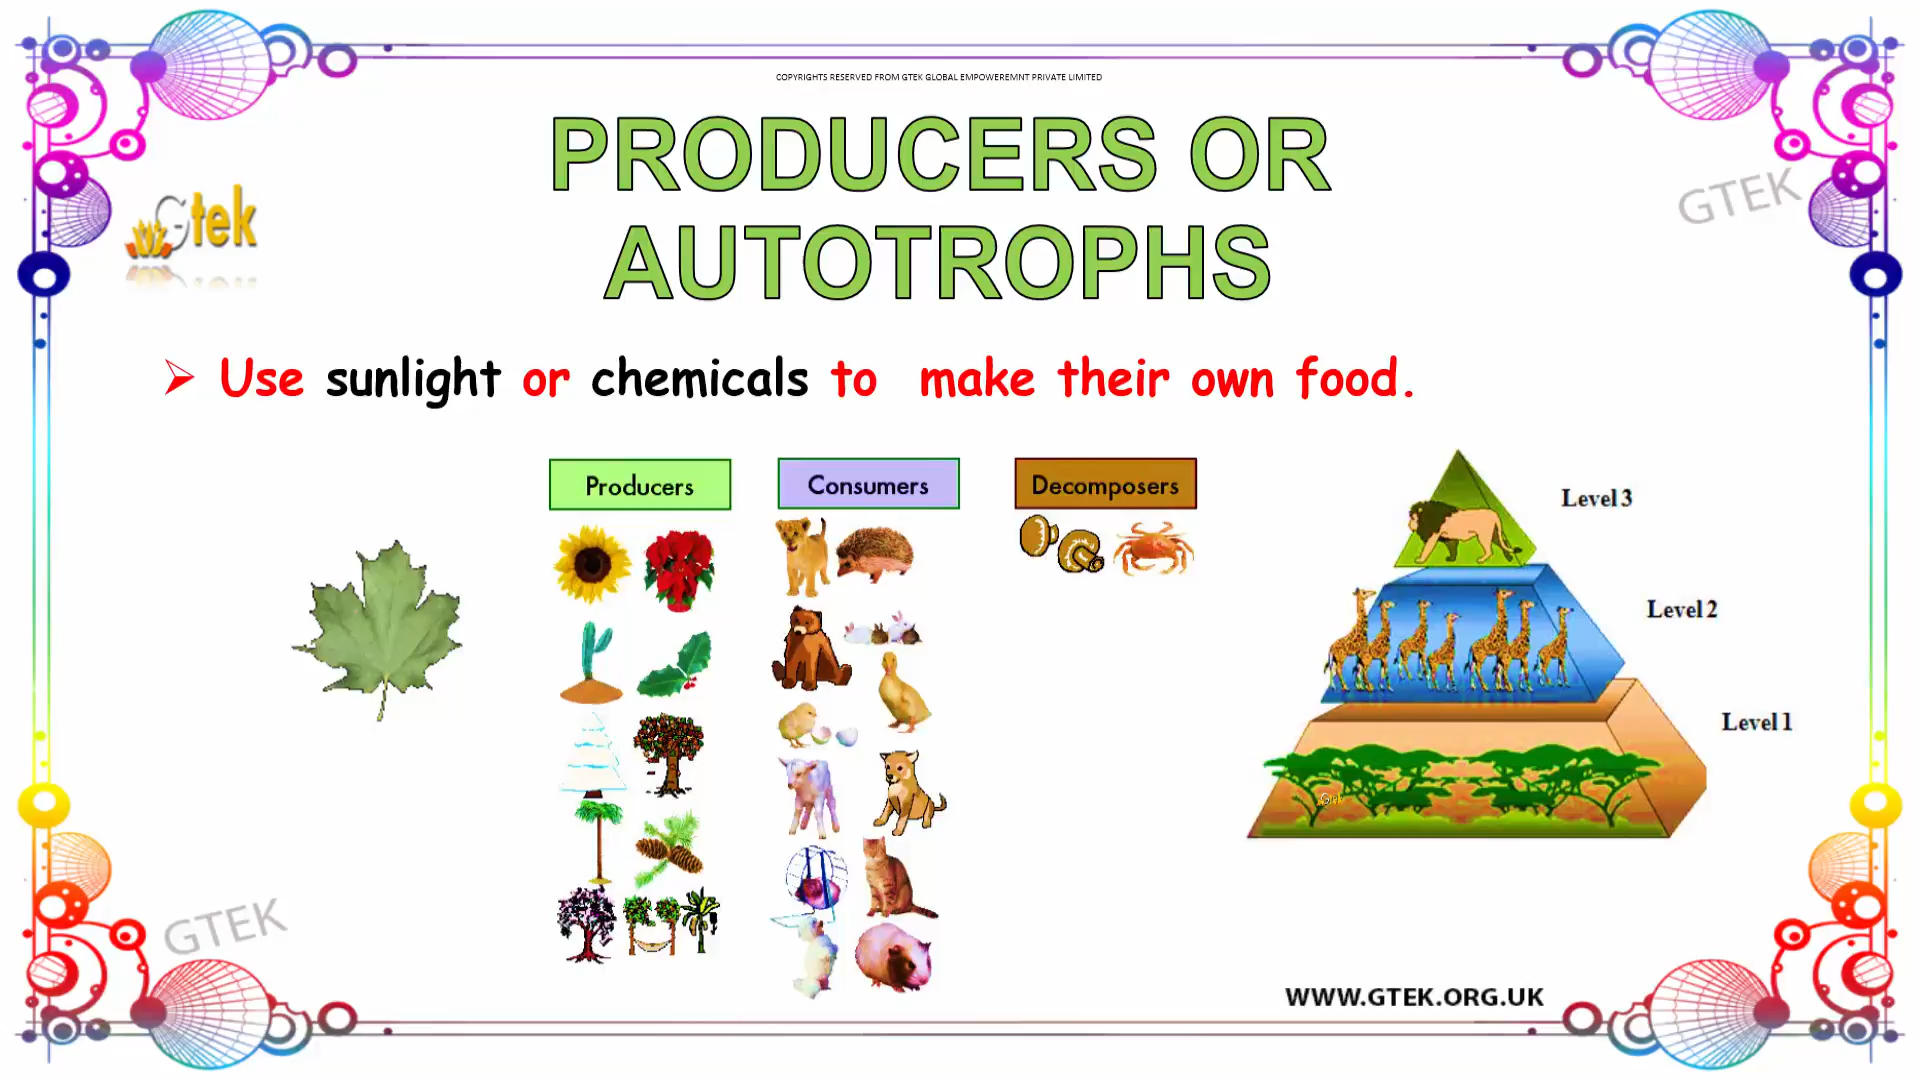 COPYRIGHTS RESERVED FROM GTEK GLOBAL EMPOWEREMNT PRIVATE LIMITED
PRODUCERS OR
AUTOTROPHS
Gtek
GTEK
Use sunlight or chemicals to make their own food.
Producers
Consumers
Decomposers
Level 3
Level 2
Level 1
Gtek
GTEK
WWW.GTEK.ORG.UK